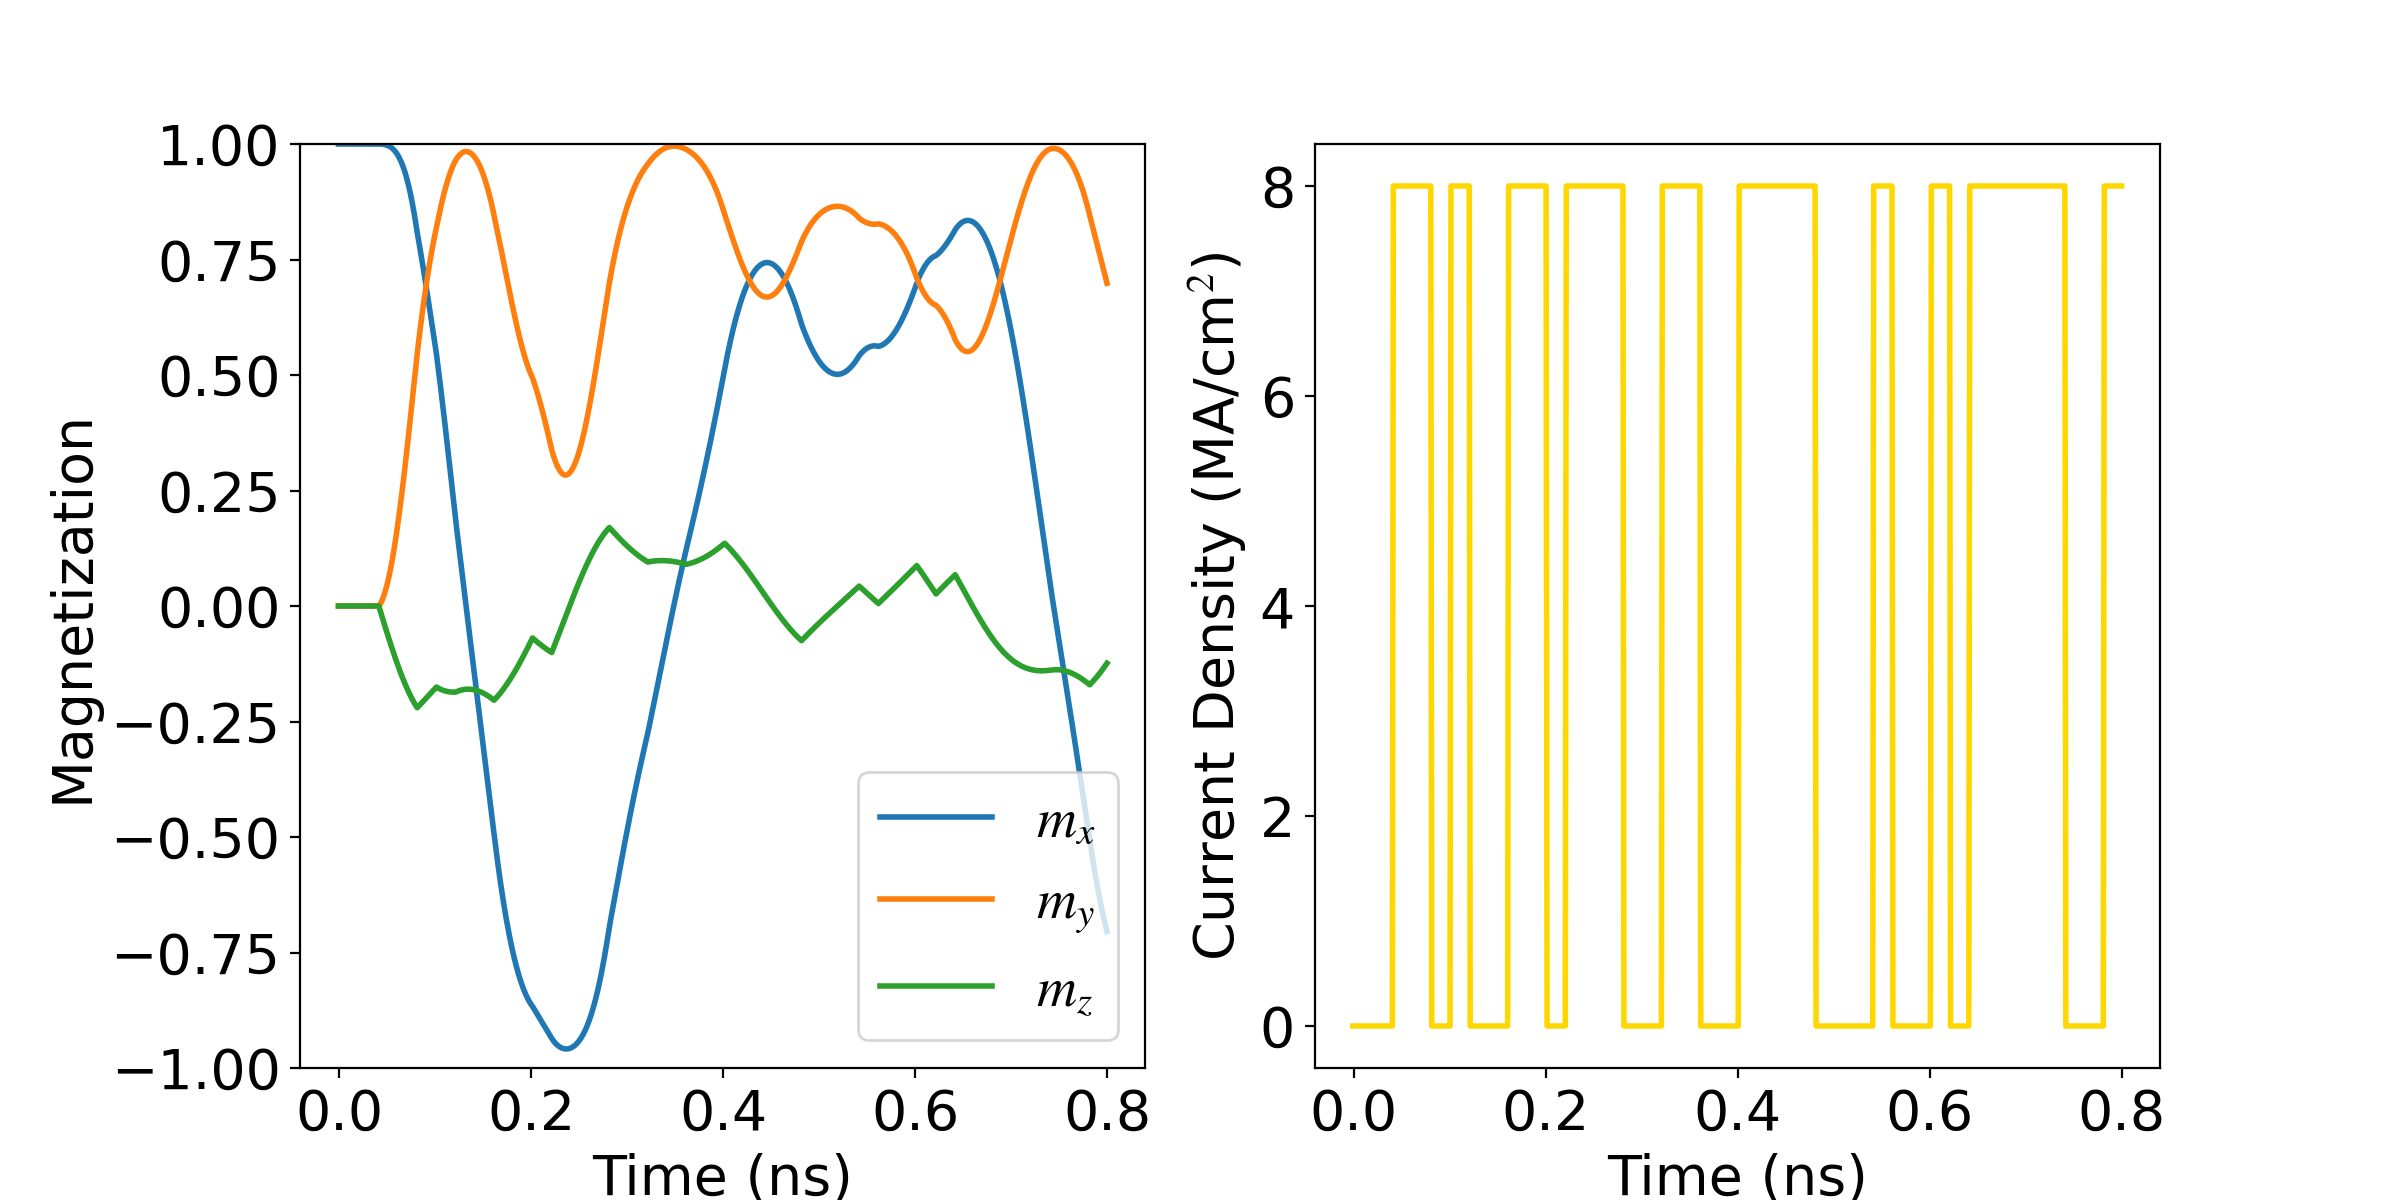 1.00
0.75
0.50
0.25
0.00
−0.25
−0.50
−0.75
−1.00
Magnetization
0.0 0.2 0.4 0.6 0.8
Time (ns)
m_x
m_y
m_z
8
6
4
2
0
Current Density (MA/cm²)
0.0 0.2 0.4 0.6 0.8
Time (ns)